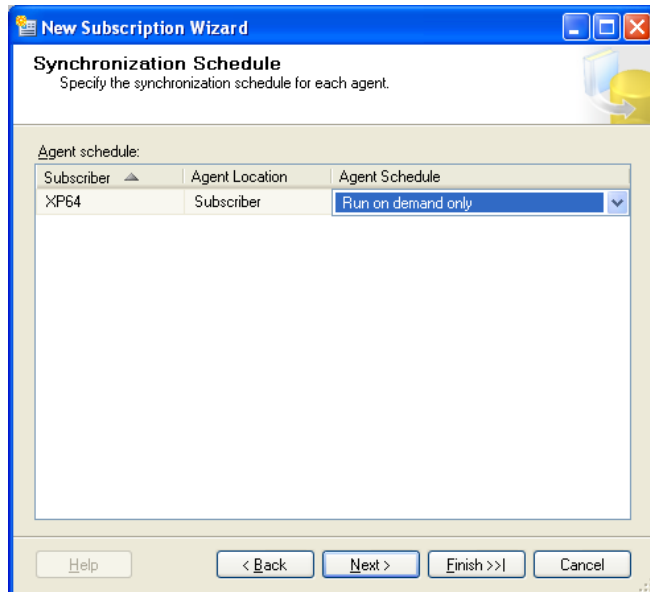 New Subscription Wizard
Synchronization Schedule
Specify the synchronization schedule for each agent.
Agent schedule:
Subscriber Agent Location Agent Schedule
XP64 Subscriber Run on demand only
Help < Back Next > Finish >>| Cancel